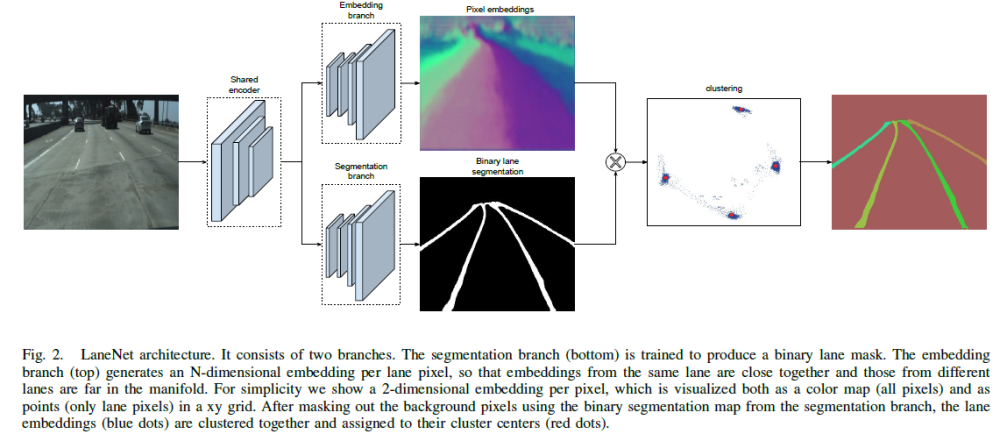 Embedding
branch
Pixel embeddings
Shared
encoder
clustering
Segmentation
branch
Binary lane
segmentation
Fig. 2. LaneNet architecture. It consists of two branches. The segmentation branch (bottom) is trained to produce a binary lane mask. The embedding
branch (top) generates an N-dimensional embedding per lane pixel, so that embeddings from the same lane are close together and those from different
lanes are far in the manifold. For simplicity we show a 2-dimensional embedding per pixel, which is visualized both as a color map (all pixels) and as
points (only lane pixels) in a xy grid. After masking out the background pixels using the binary segmentation map from the segmentation branch, the lane
embeddings (blue dots) are clustered together and assigned to their cluster centers (red dots).